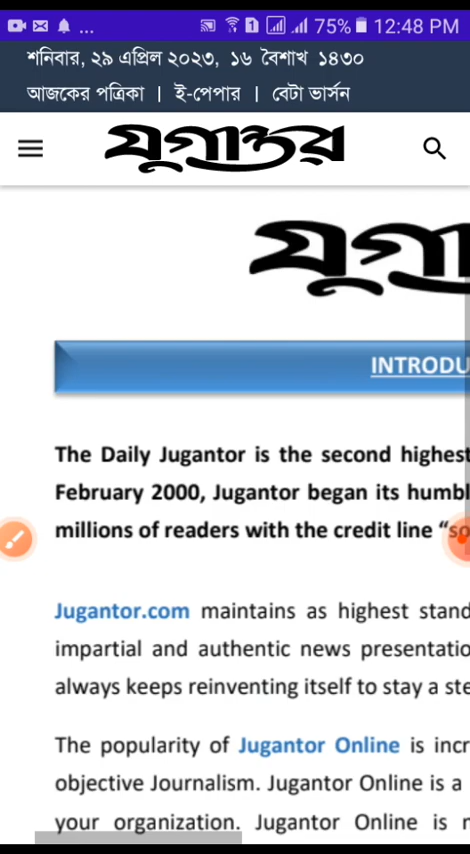 ... 75% 12:48 PM
শনিবার, ২৯ এপ্রিল ২০২৩, ১৬ বৈশাখ ১৪৩০
আজকের পত্রিকা | ই-পেপার | বেটা ভার্সন
যুগান্তর
যুগা
INTRODU
The Daily Jugantor is the second highest
February 2000, Jugantor began its humbl
millions of readers with the credit line “so
Jugantor.com maintains as highest stand
impartial and authentic news presentatio
always keeps reinventing itself to stay a ste
The popularity of Jugantor Online is incr
objective Journalism. Jugantor Online is a
your organization. Jugantor Online is